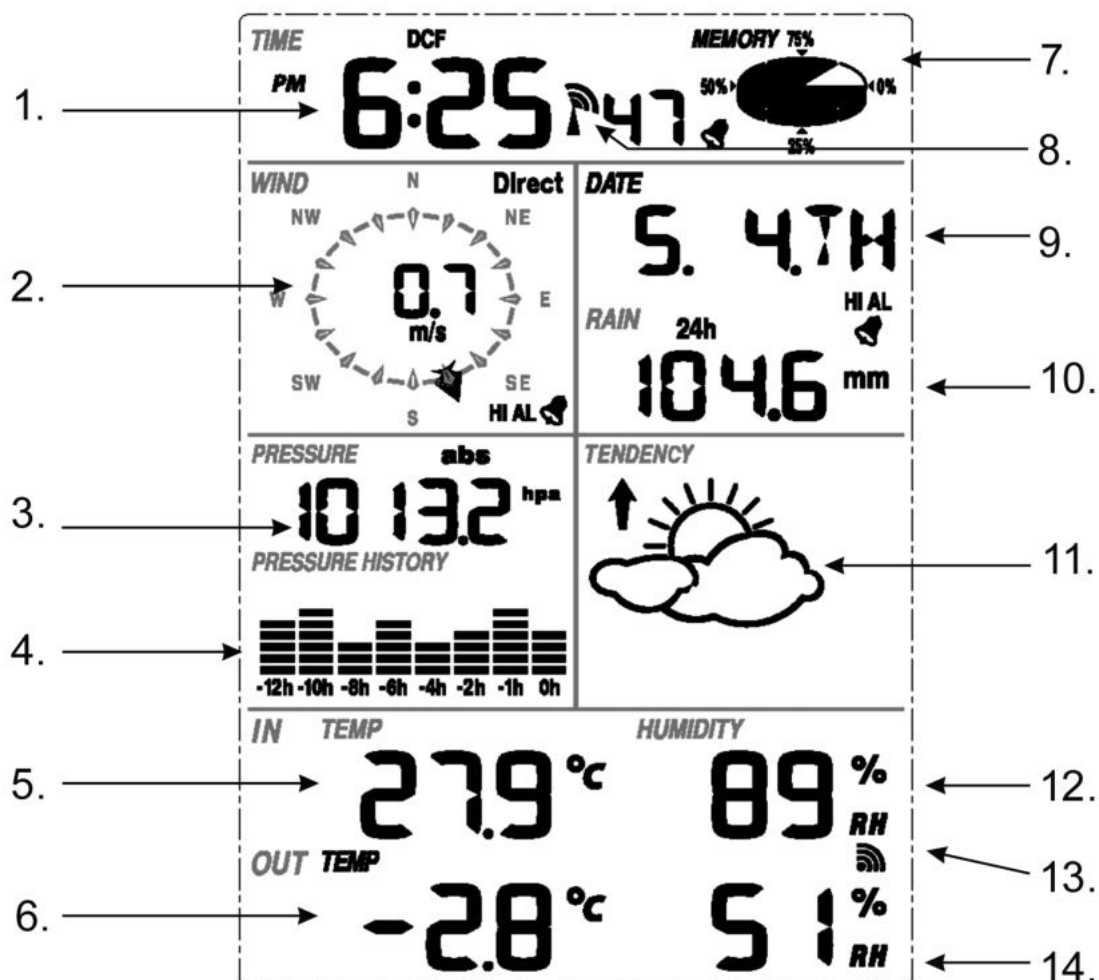 TIME DCF MEMORY 75%
PM 6:25 47 50% 0%
25%
1.
7.
8.
WIND N Direct
NW NE
W 0.7 E
m/s
SW SE
S HI AL
2.
DATE
5. 4.TH
9.
HI AL
RAIN 24h
104.6 mm
10.
PRESSURE abs
1013.2 hpa
3.
PRESSURE HISTORY
-12h -10h -8h -6h -4h -2h -1h 0h
4.
TENDENCY
11.
IN TEMP HUMIDITY
5. 27.9 °C 89 % 12.
RH
13.
OUT TEMP
6. -2.8 °C 51 %
RH 14.